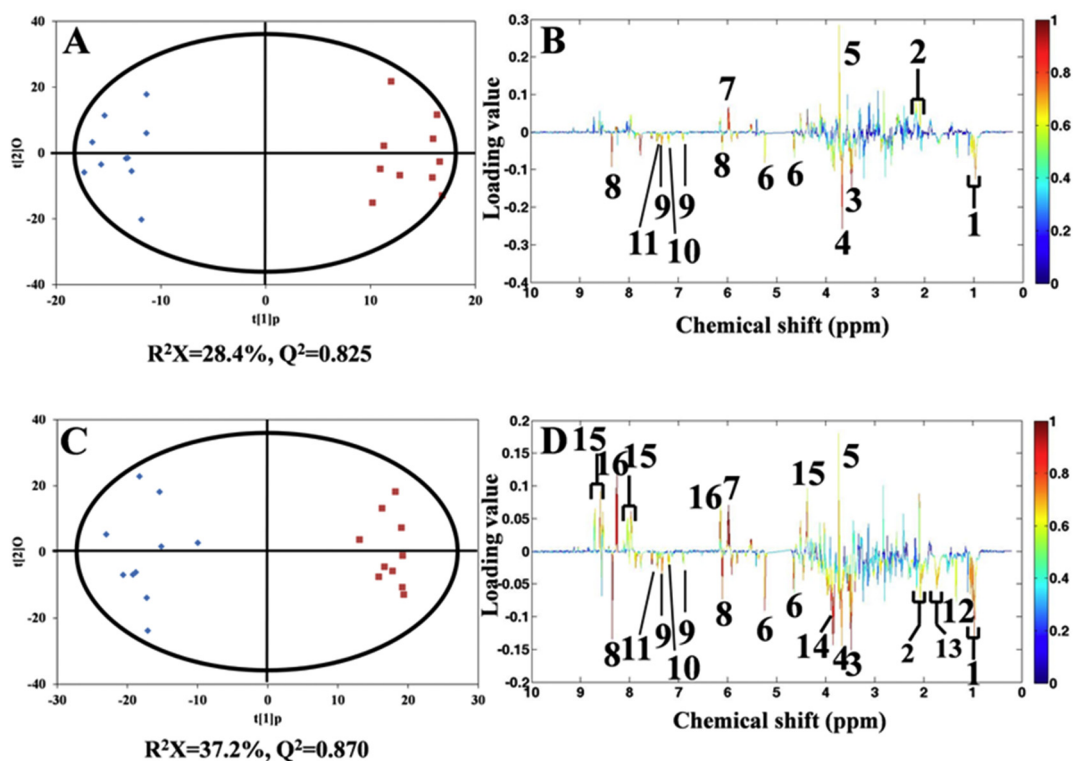 A
40
20
0
-20
-40
t[2]O
-20 -10 0 10 20
t[1]p
R²X=28.4%, Q²=0.825
B
0.3
0.2
0.1
0
-0.1
-0.2
-0.3
-0.4
Loading value
5 2
7
8 8 6 6
11 9 10 9
3
4
1
10 9 8 7 6 5 4 3 2 1 0
Chemical shift (ppm)
1
0.8
0.6
0.4
0.2
0
C
40
20
0
-20
-40
t[2]O
-30 -20 -10 0 10 20 30
t[1]p
R²X=37.2%, Q²=0.870
D
0.2
0.15
0.1
0.05
0
-0.05
-0.1
-0.15
-0.2
Loading value
15
16 15 5
16 7 15
8 6 6 12
8 11 9 10 9 14 4 3 2 13
1
10 9 8 7 6 5 4 3 2 1 0
Chemical shift (ppm)
1
0.8
0.6
0.4
0.2
0